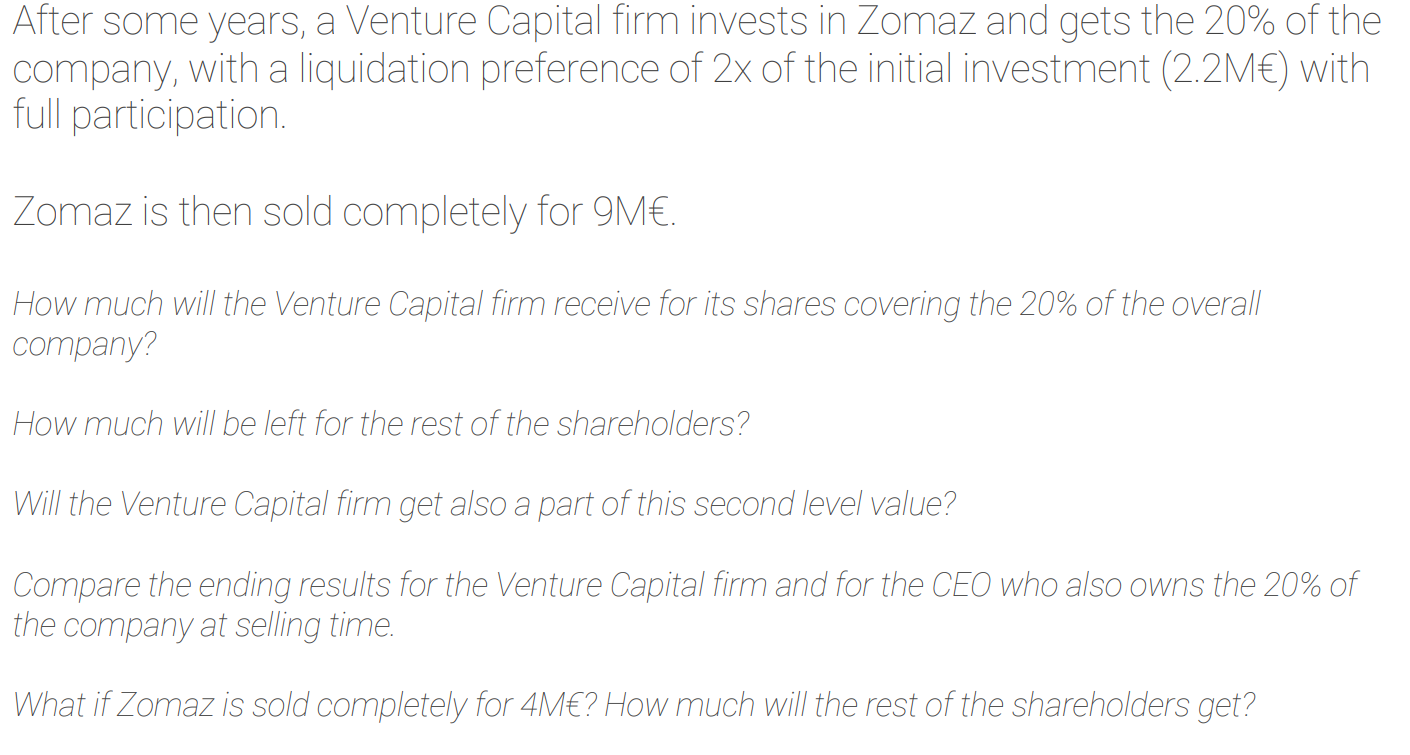 After some years, a Venture Capital firm invests in Zomaz and gets the 20% of the
company, with a liquidation preference of 2x of the initial investment (2.2M€) with
full participation.
Zomaz is then sold completely for 9M€.
How much will the Venture Capital firm receive for its shares covering the 20% of the overall
company?
How much will be left for the rest of the shareholders?
Will the Venture Capital firm get also a part of this second level value?
Compare the ending results for the Venture Capital firm and for the CEO who also owns the 20% of
the company at selling time.
What if Zomaz is sold completely for 4M€? How much will the rest of the shareholders get?